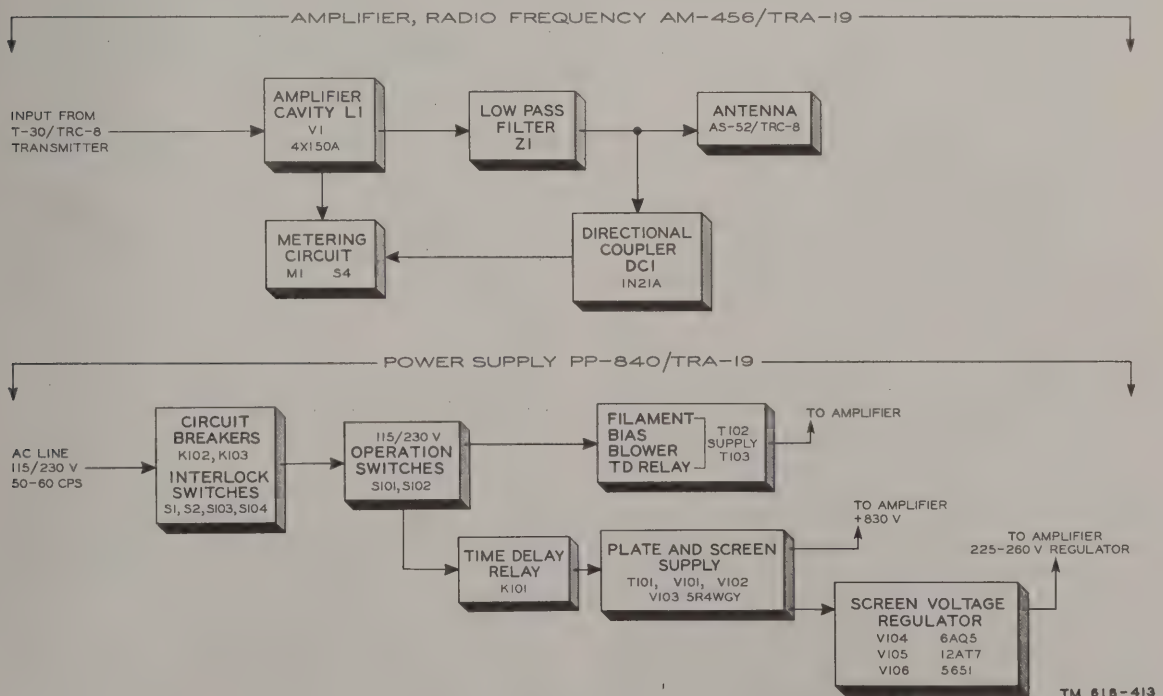 AMPLIFIER, RADIO FREQUENCY AM-456/TRA-19
INPUT FROM
T-30/TRC-8
TRANSMITTER
AMPLIFIER
CAVITY L1
V1
4X150A
LOW PASS
FILTER
Z1
ANTENNA
AS-52/TRC-8
METERING
CIRCUIT
M1 S4
DIRECTIONAL
COUPLER
DC1
1N21A
POWER SUPPLY PP-840/TRA-19
AC LINE
115/230 V
50-60 CPS
CIRCUIT
BREAKERS
K102, K103
INTERLOCK
SWITCHES
S1, S2, S103, S104
115/230 V
OPERATION
SWITCHES
S101, S102
FILAMENT
BIAS
BLOWER
TD RELAY
T102
SUPPLY
T103
TO AMPLIFIER
TIME DELAY
RELAY
K101
PLATE AND SCREEN
SUPPLY
T101, V101, V102
V103 5R4WGY
TO AMPLIFIER
+830 V
SCREEN VOLTAGE
REGULATOR
V104 6AQ5
V105 12AT7
V106 5651
TO AMPLIFIER
225-260 V REGULATOR
TM 618-413